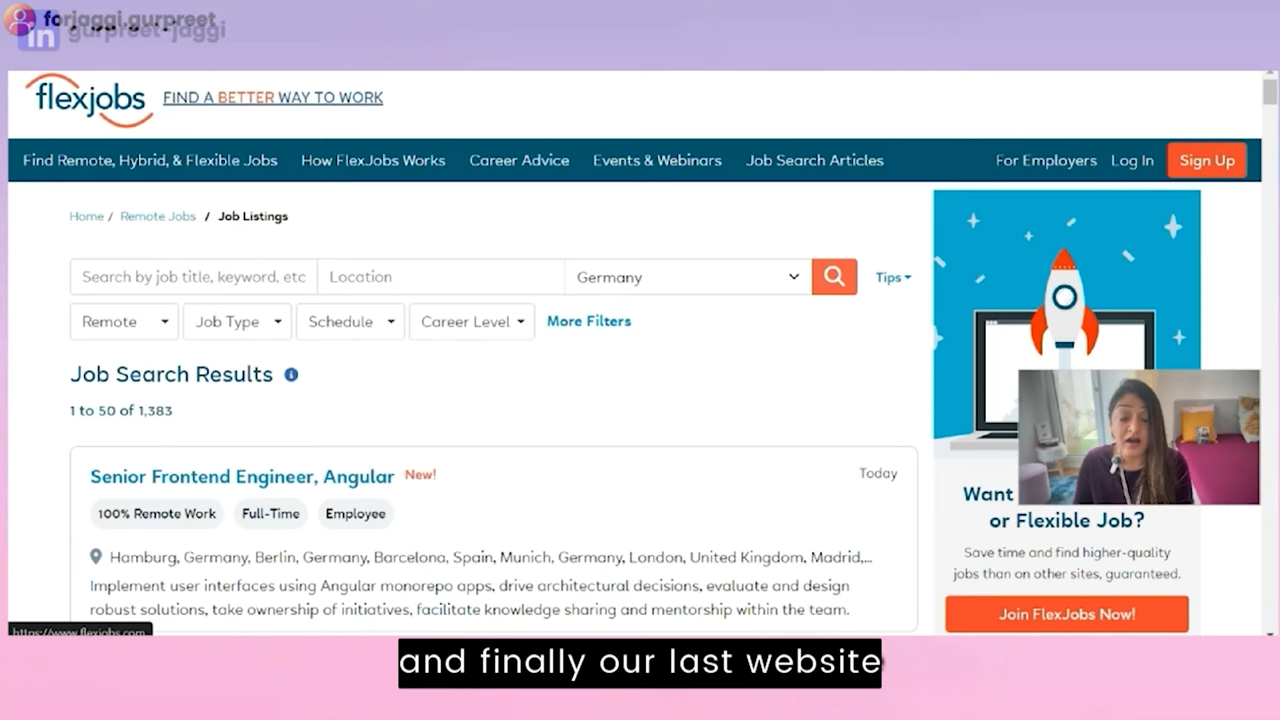 forjaggi.gurpreet
in gurpreet-jaggi
flexjobs FIND A BETTER WAY TO WORK
Find Remote, Hybrid, & Flexible Jobs How FlexJobs Works Career Advice Events & Webinars Job Search Articles For Employers Log In Sign Up
Home / Remote Jobs / Job Listings
Search by job title, keyword, etc Location Germany Tips
Remote Job Type Schedule Career Level More Filters
Job Search Results
1 to 50 of 1,383
Senior Frontend Engineer, Angular New! Today
100% Remote Work Full-Time Employee
Hamburg, Germany, Berlin, Germany, Barcelona, Spain, Munich, Germany, London, United Kingdom, Madrid,...
Implement user interfaces using Angular monorepo apps, drive architectural decisions, evaluate and design
robust solutions, take ownership of initiatives, facilitate knowledge sharing and mentorship within the team.
Want
or Flexible Job?
Save time and find higher-quality
jobs than on other sites, guaranteed.
Join FlexJobs Now!
https://www.flexjobs.com
and finally our last website